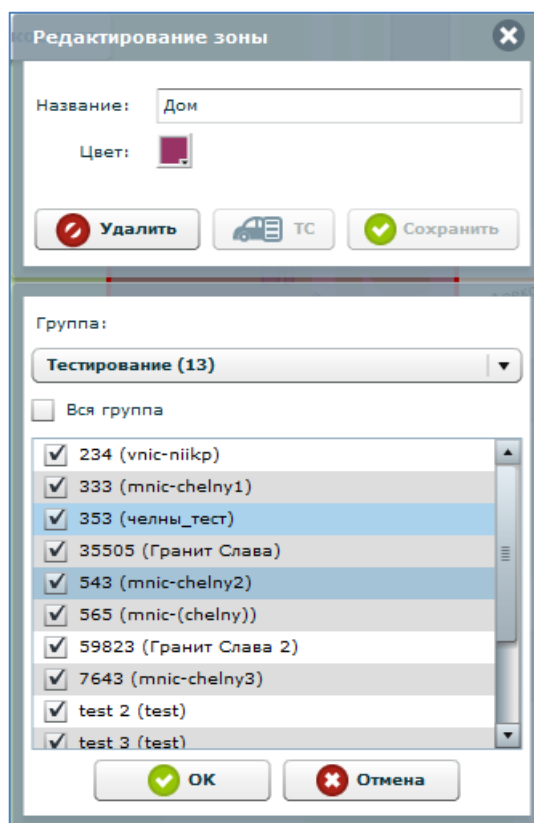 Редактирование зоны
Название: Дом
Цвет:
Удалить ТС Сохранить
Группа:
Тестирование (13)
Вся группа
234 (vnic-niikp)
333 (mnic-chelny1)
353 (челны_тест)
35505 (Гранит Слава)
543 (mnic-chelny2)
565 (mnic-(chelny))
59823 (Гранит Слава 2)
7643 (mnic-chelny3)
test 2 (test)
test 3 (test)
OK Отмена